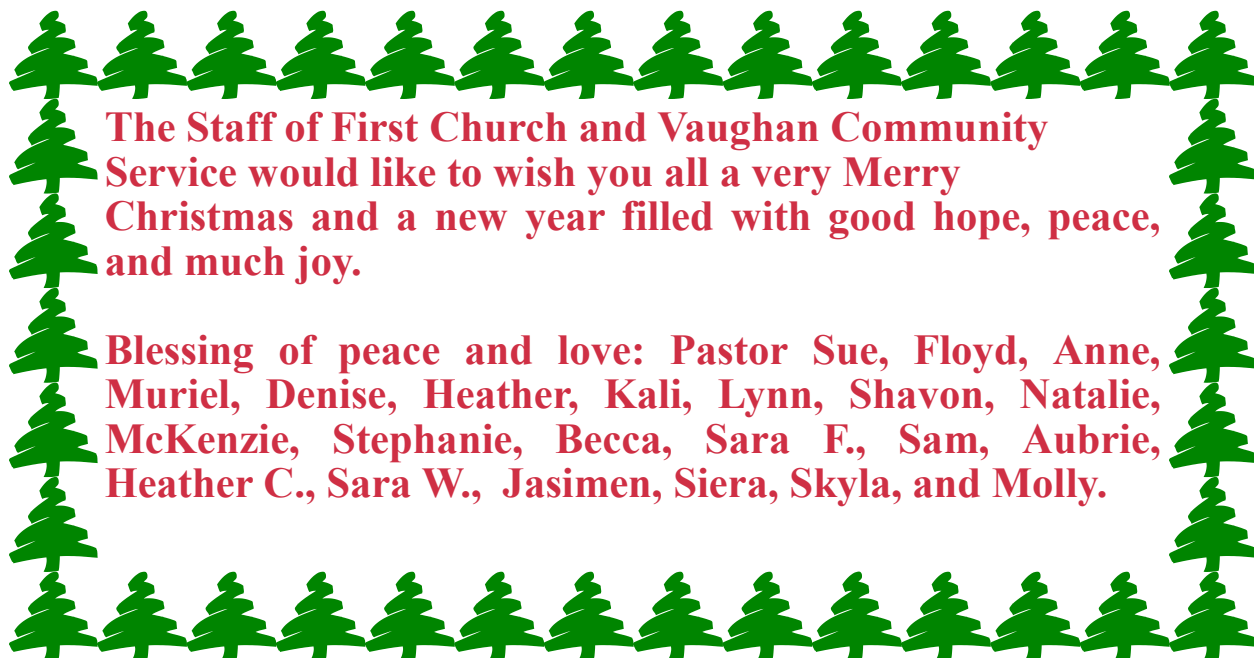 The Staff of First Church and Vaughan Community
Service would like to wish you all a very Merry
Christmas and a new year filled with good hope, peace,
and much joy.
Blessing of peace and love: Pastor Sue, Floyd, Anne,
Muriel, Denise, Heather, Kali, Lynn, Shavon, Natalie,
McKenzie, Stephanie, Becca, Sara F., Sam, Aubrie,
Heather C., Sara W., Jasimen, Siera, Skyla, and Molly.